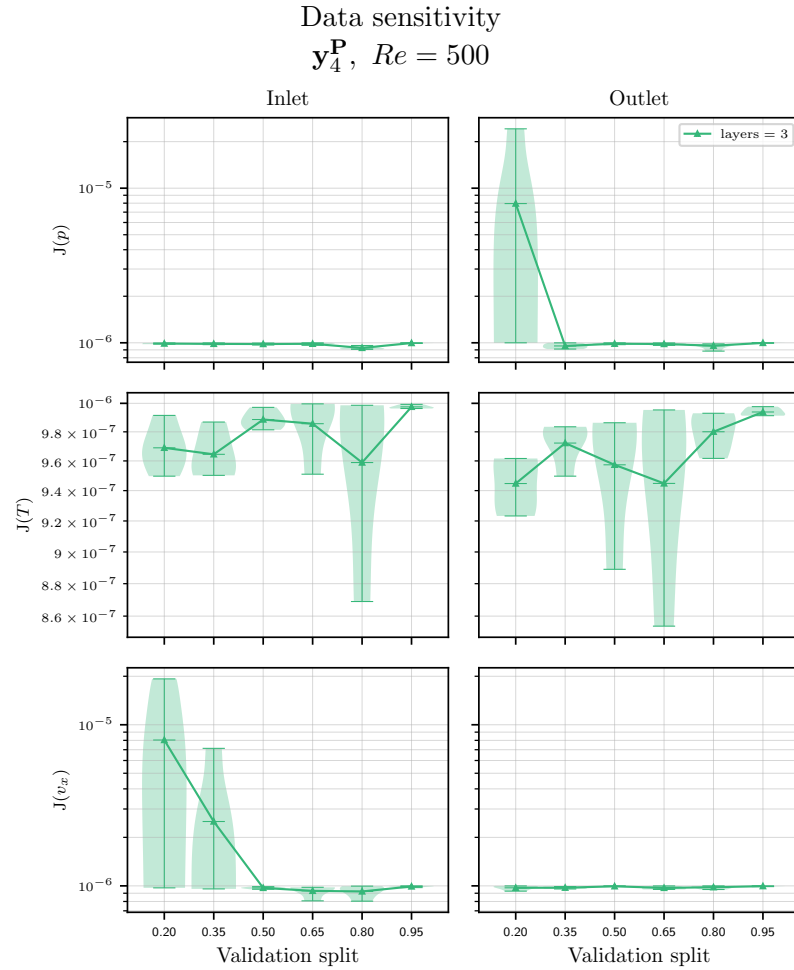 Data sensitivity
y₄ᴾ, Re = 500
Inlet
Outlet
layers = 3
J(p)
10⁻⁵
10⁻⁶
J(T)
10⁻⁶
9.8 × 10⁻⁷
9.6 × 10⁻⁷
9.4 × 10⁻⁷
9.2 × 10⁻⁷
9 × 10⁻⁷
8.8 × 10⁻⁷
8.6 × 10⁻⁷
J(vₓ)
10⁻⁵
10⁻⁶
0.20 0.35 0.50 0.65 0.80 0.95
0.20 0.35 0.50 0.65 0.80 0.95
Validation split
Validation split